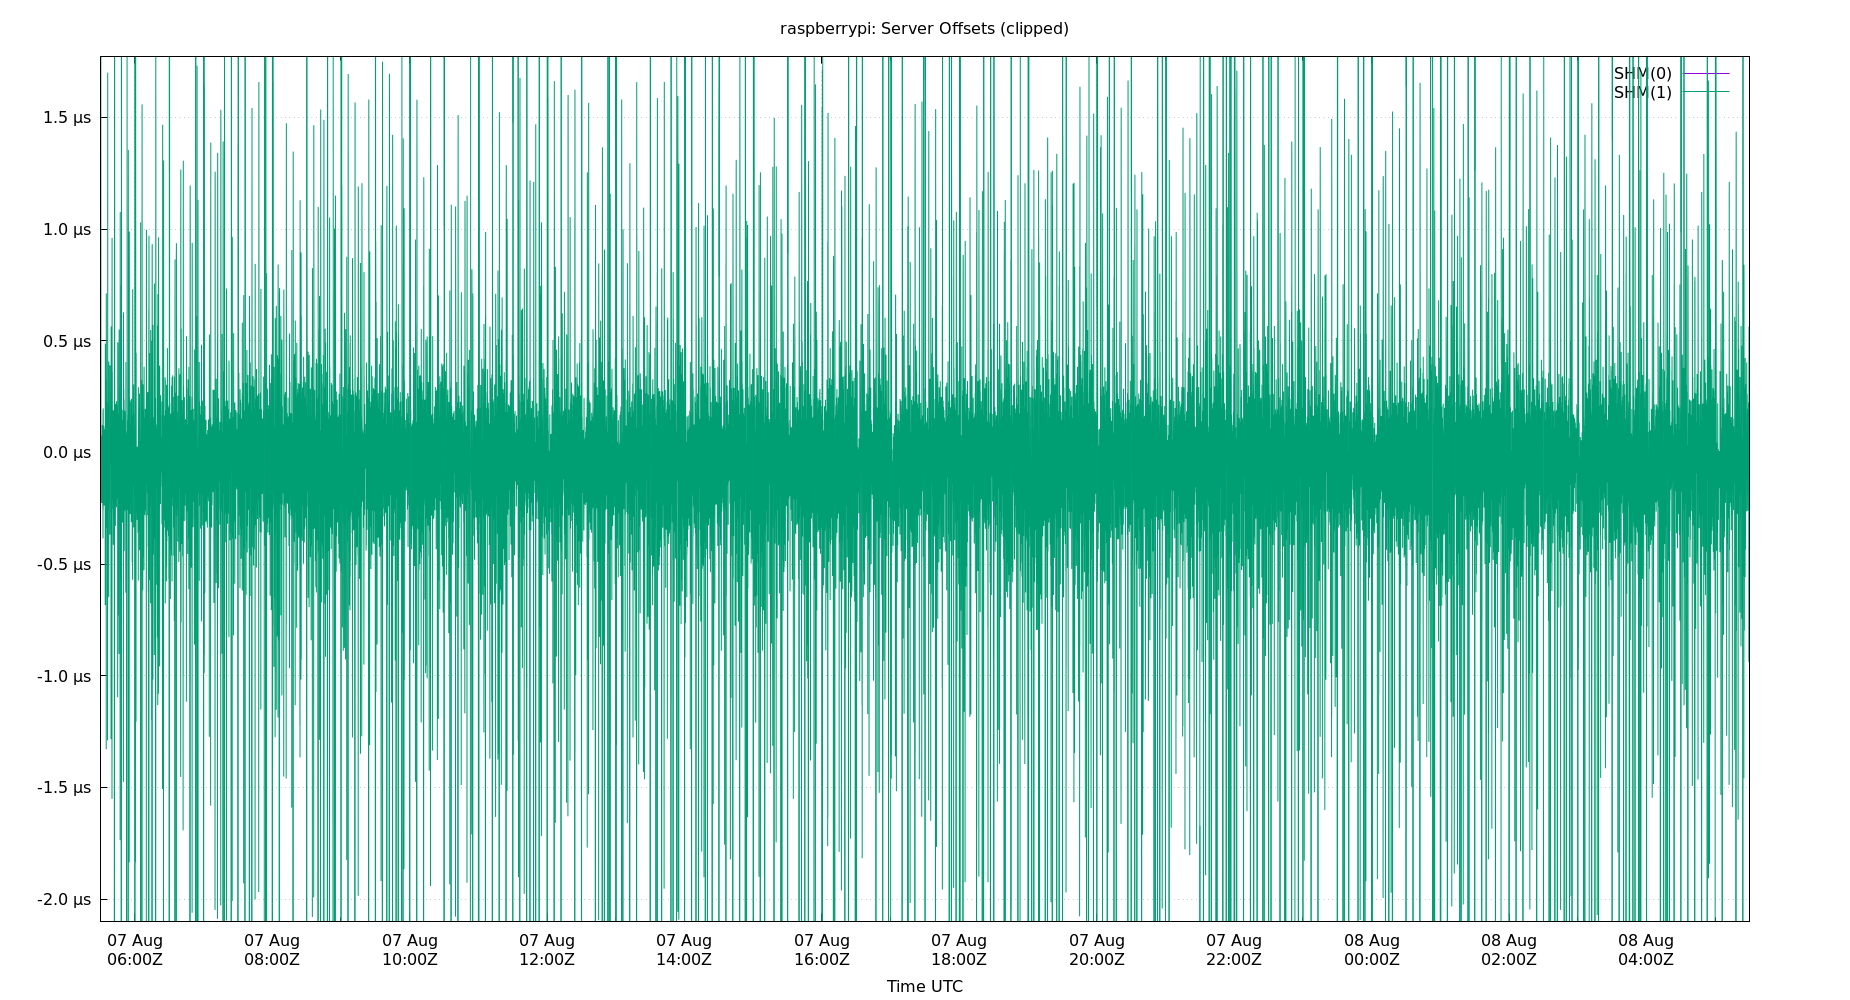 raspberrypi: Server Offsets (clipped)
SHM(0)
SHM(1)
1.5 µs
1.0 µs
0.5 µs
0.0 µs
-0.5 µs
-1.0 µs
-1.5 µs
-2.0 µs
07 Aug 07 Aug 07 Aug 07 Aug 07 Aug 07 Aug 07 Aug 07 Aug 07 Aug 08 Aug 08 Aug 08 Aug
06:00Z 08:00Z 10:00Z 12:00Z 14:00Z 16:00Z 18:00Z 20:00Z 22:00Z 00:00Z 02:00Z 04:00Z
Time UTC